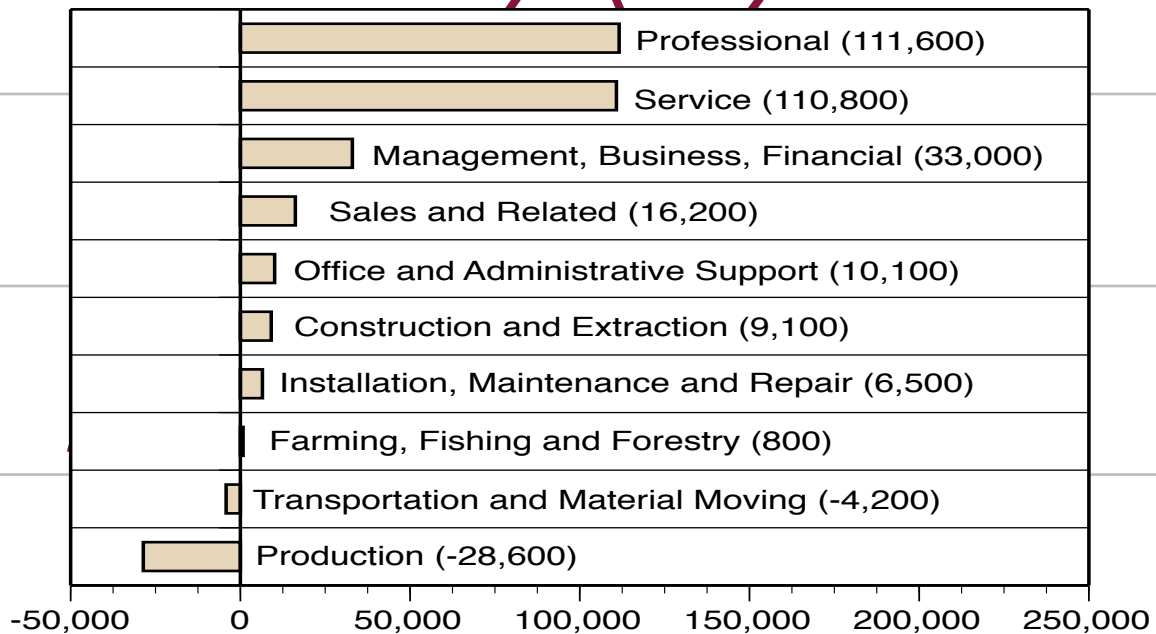 Professional (111,600)
Service (110,800)
Management, Business, Financial (33,000)
Sales and Related (16,200)
Office and Administrative Support (10,100)
Construction and Extraction (9,100)
Installation, Maintenance and Repair (6,500)
Farming, Fishing and Forestry (800)
Transportation and Material Moving (-4,200)
Production (-28,600)
-50,000 0 50,000 100,000 150,000 200,000 250,000